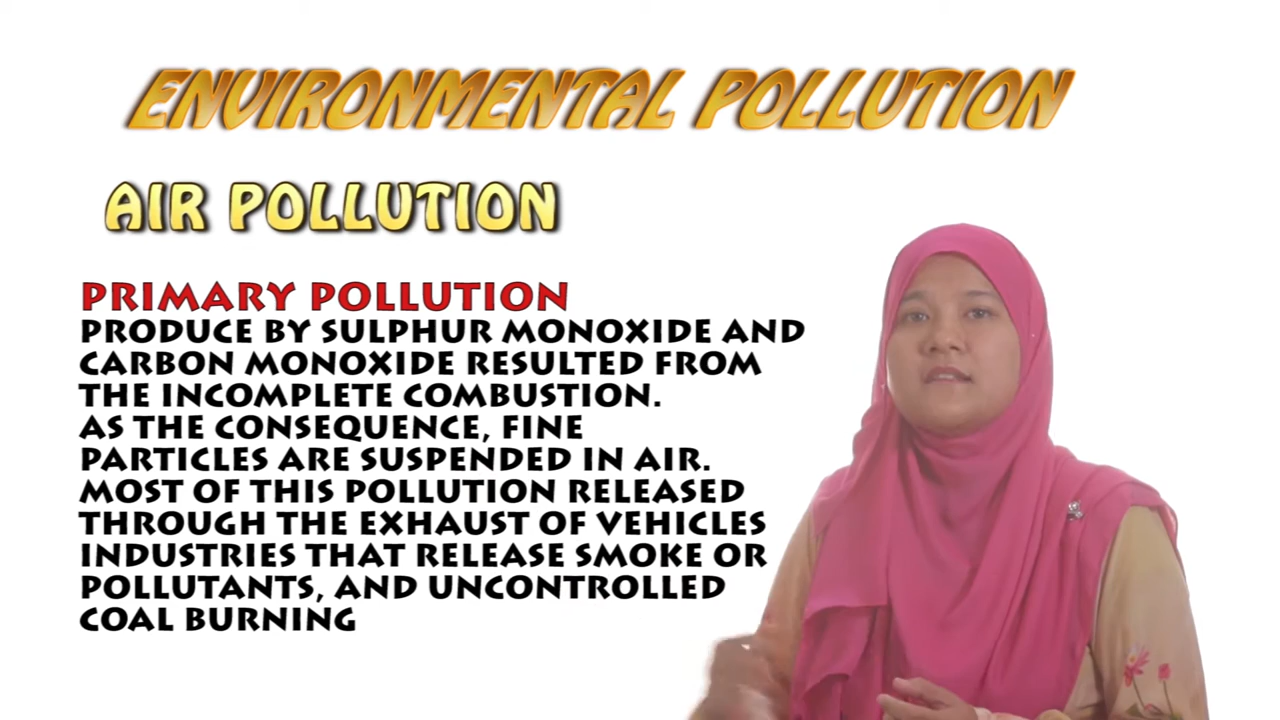 ENVIRONMENTAL POLLUTION
AIR POLLUTION
PRIMARY POLLUTION
PRODUCE BY SULPHUR MONOXIDE AND
CARBON MONOXIDE RESULTED FROM
THE INCOMPLETE COMBUSTION.
AS THE CONSEQUENCE, FINE
PARTICLES ARE SUSPENDED IN AIR.
MOST OF THIS POLLUTION RELEASED
THROUGH THE EXHAUST OF VEHICLES
INDUSTRIES THAT RELEASE SMOKE OR
POLLUTANTS, AND UNCONTROLLED
COAL BURNING